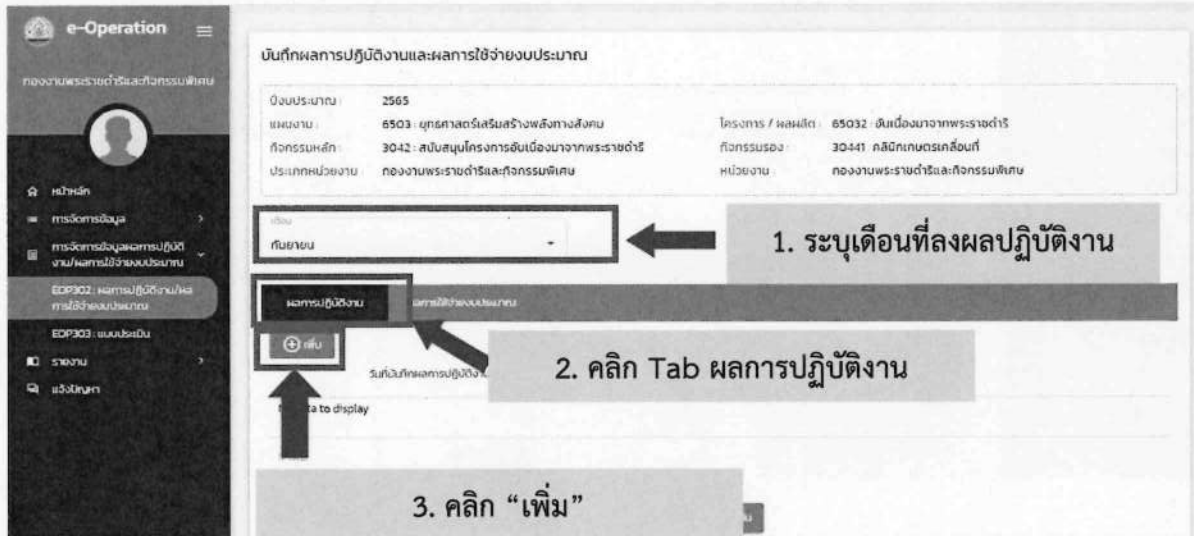 e-Operation
กองงานพระราชดำริและกิจกรรมพิเศษ
หน้าหลัก
การจัดการข้อมูล
การจัดการข้อมูลผลการปฏิบัติ
งาน/ผลการใช้จ่ายงบประมาณ
EOP302 : ผลการปฏิบัติงาน/ผล
การใช้จ่ายงบประมาณ
EOP303 : แบบประเมิน
รายงาน
แจ้งปัญหา
บันทึกผลการปฏิบัติงานและผลการใช้จ่ายงบประมาณ
ปีงบประมาณ : 2565
แผนงาน : 6503 : ยุทธศาสตร์เสริมสร้างพลังทางสังคม โครงการ / ผลผลิต : 65032 : อันเนื่องมาจากพระราชดำริ
กิจกรรมหลัก : 3042 : สนับสนุนโครงการอันเนื่องมาจากพระราชดำริ กิจกรรมรอง : 30441 คลินิกเกษตรเคลื่อนที่
ประเภทหน่วยงาน : กองงานพระราชดำริและกิจกรรมพิเศษ หน่วยงาน : กองงานพระราชดำริและกิจกรรมพิเศษ
เดือน
กันยายน
1. ระบุเดือนที่ลงผลปฏิบัติงาน
ผลการปฏิบัติงาน ผลการใช้จ่ายงบประมาณ
เพิ่ม
2. คลิก Tab ผลการปฏิบัติงาน
วันที่บันทึกผลการปฏิบัติงาน
to display
3. คลิก “เพิ่ม”